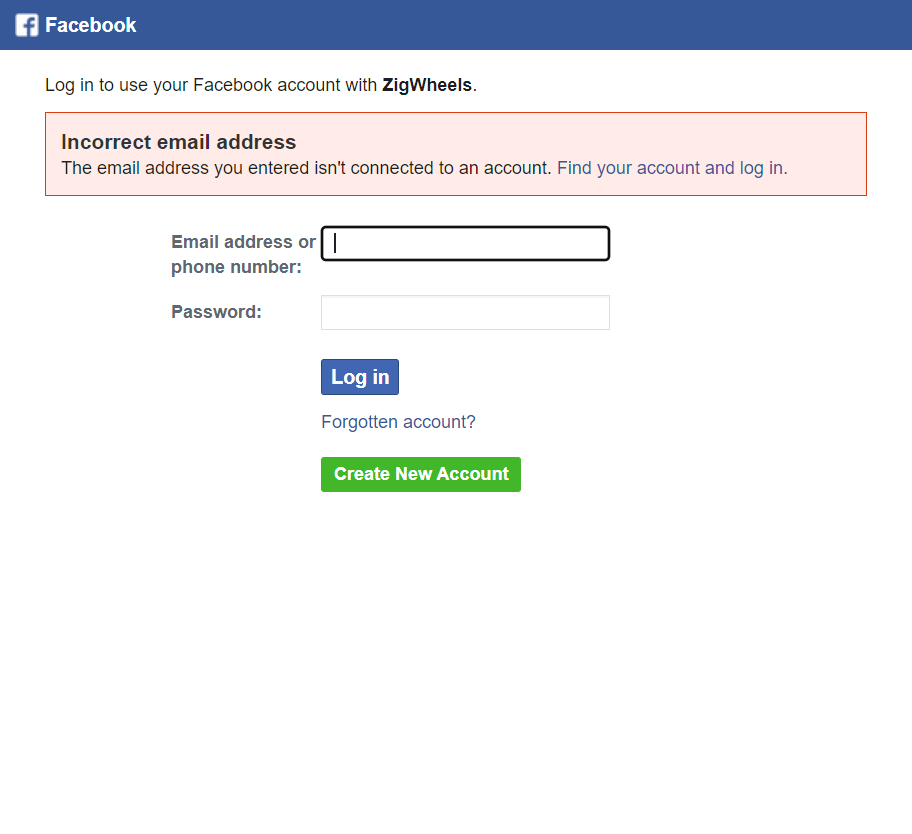 Facebook
Log in to use your Facebook account with ZigWheels.
Incorrect email address
The email address you entered isn't connected to an account. Find your account and log in.
Email address or
phone number:
Password:
Log in
Forgotten account?
Create New Account